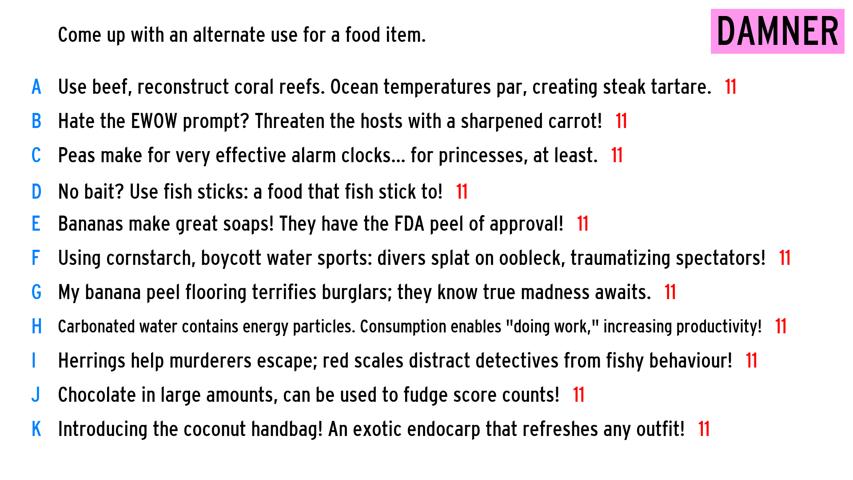 Come up with an alternate use for a food item.
DAMNER
A Use beef, reconstruct coral reefs. Ocean temperatures par, creating steak tartare. 11
B Hate the EWOW prompt? Threaten the hosts with a sharpened carrot! 11
C Peas make for very effective alarm clocks... for princesses, at least. 11
D No bait? Use fish sticks: a food that fish stick to! 11
E Bananas make great soaps! They have the FDA peel of approval! 11
F Using cornstarch, boycott water sports: divers splat on oobleck, traumatizing spectators! 11
G My banana peel flooring terrifies burglars; they know true madness awaits. 11
H Carbonated water contains energy particles. Consumption enables "doing work," increasing productivity! 11
I Herrings help murderers escape; red scales distract detectives from fishy behaviour! 11
J Chocolate in large amounts, can be used to fudge score counts! 11
K Introducing the coconut handbag! An exotic endocarp that refreshes any outfit! 11